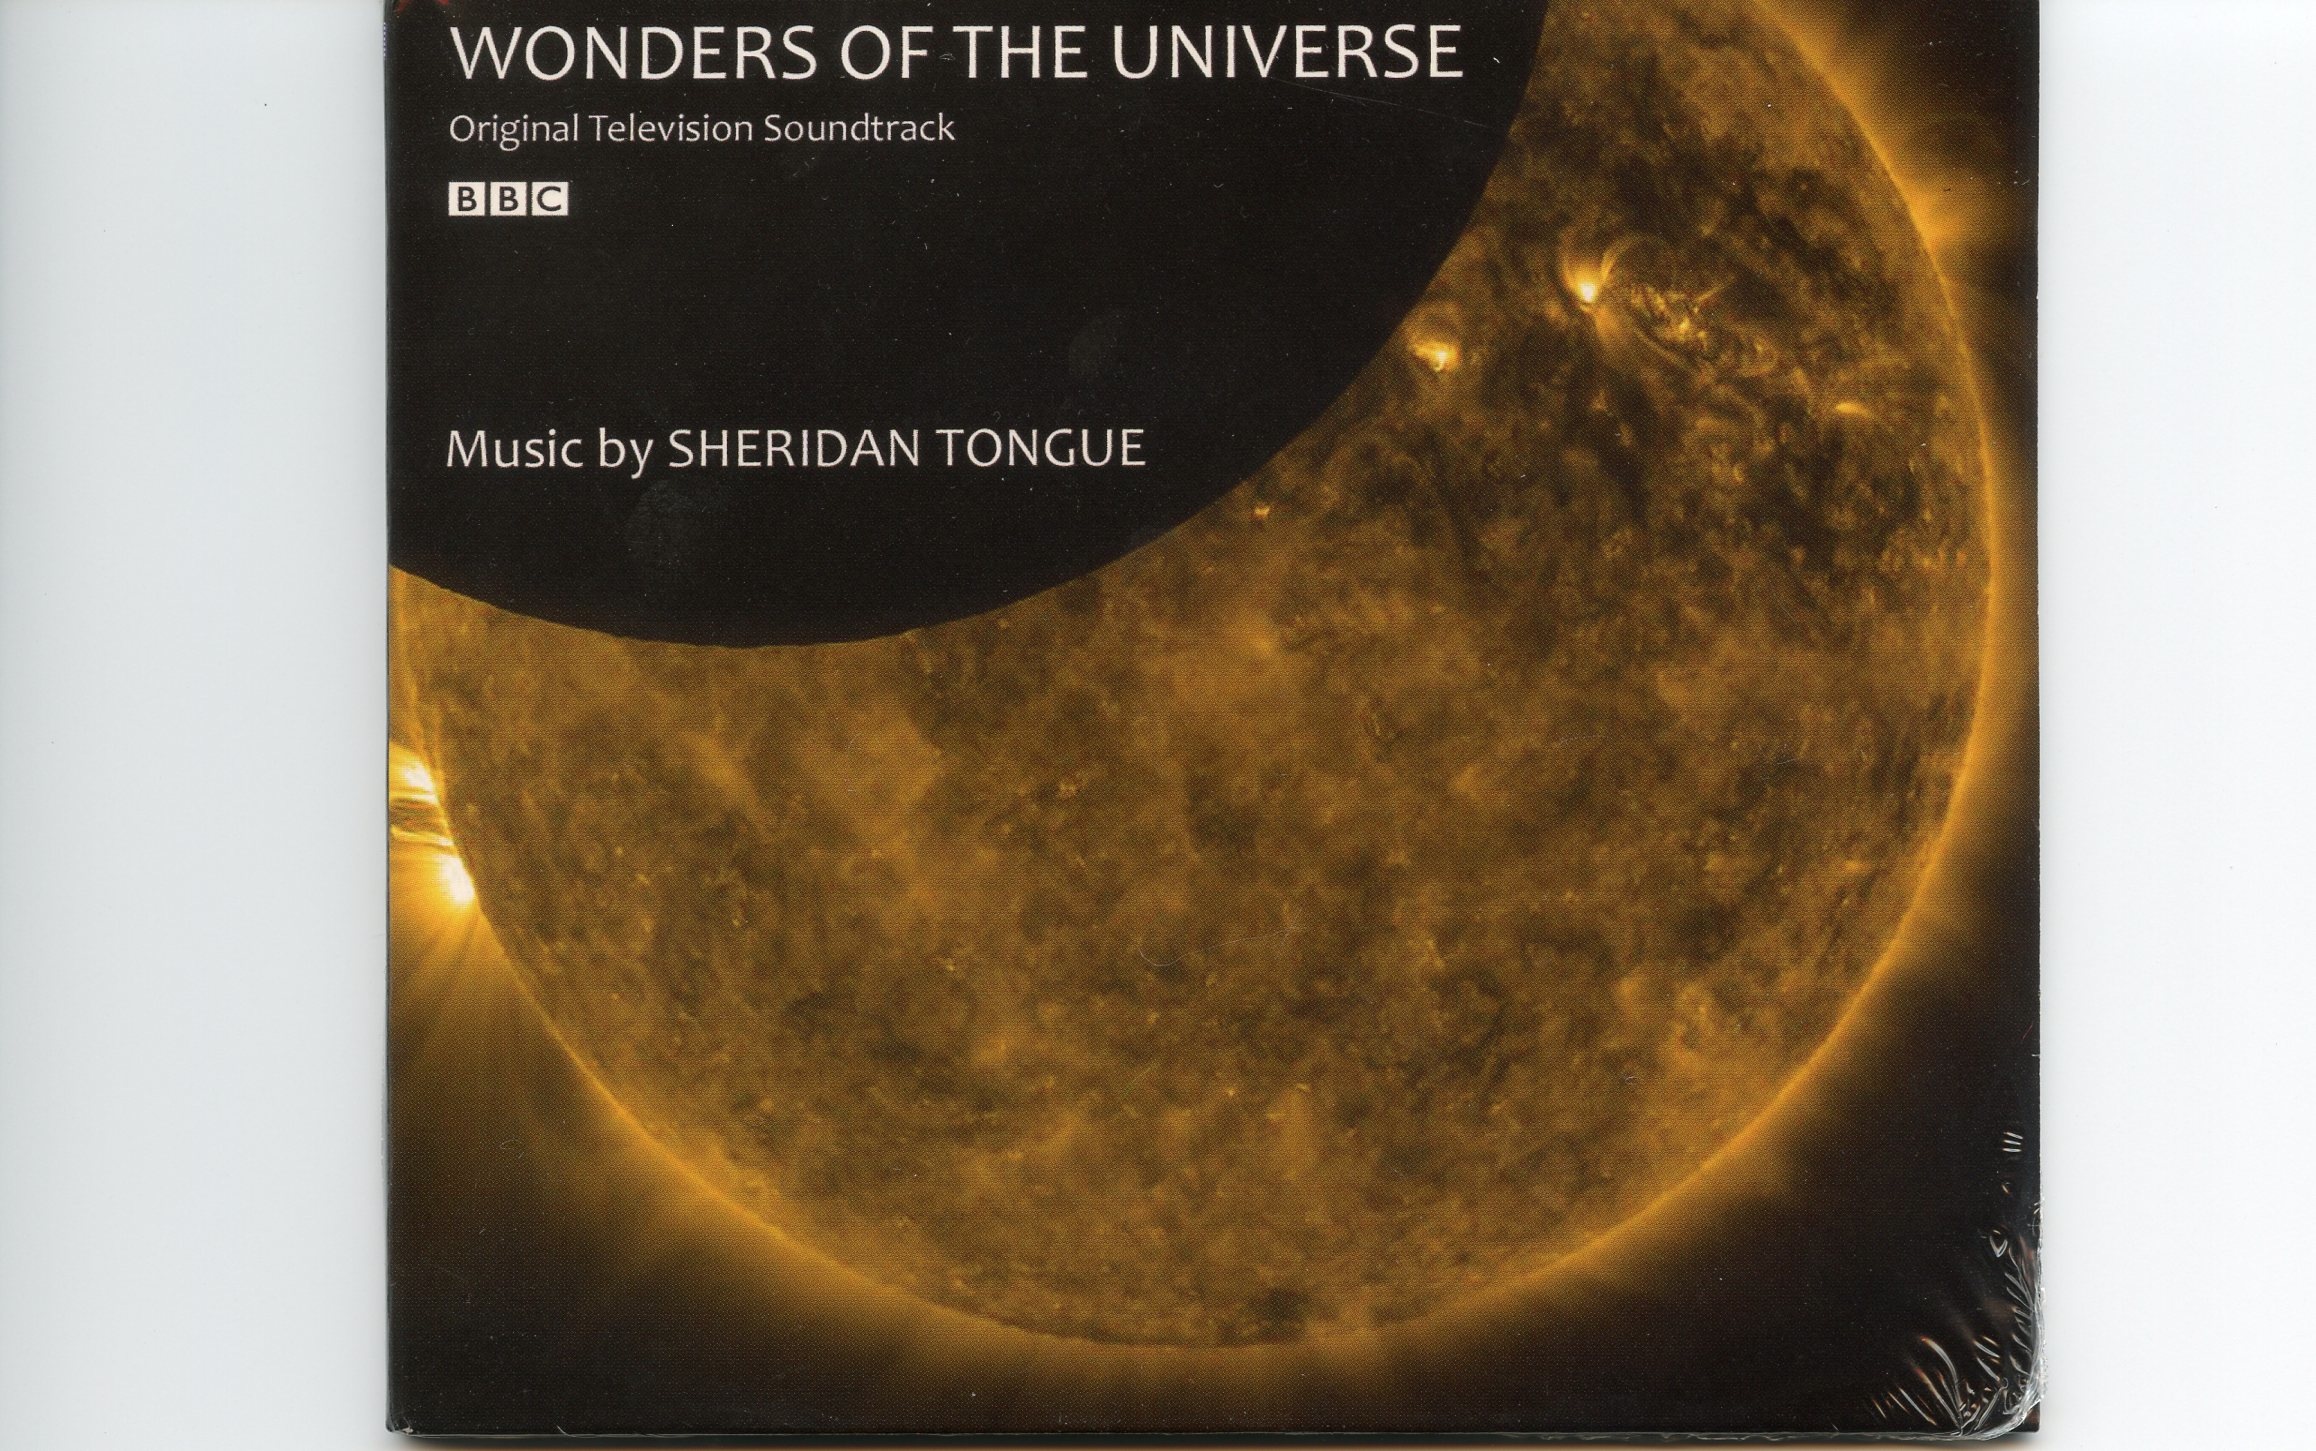 WONDERS OF THE UNIVERSE
Original Television Soundtrack
BBC
Music by SHERIDAN TONGUE